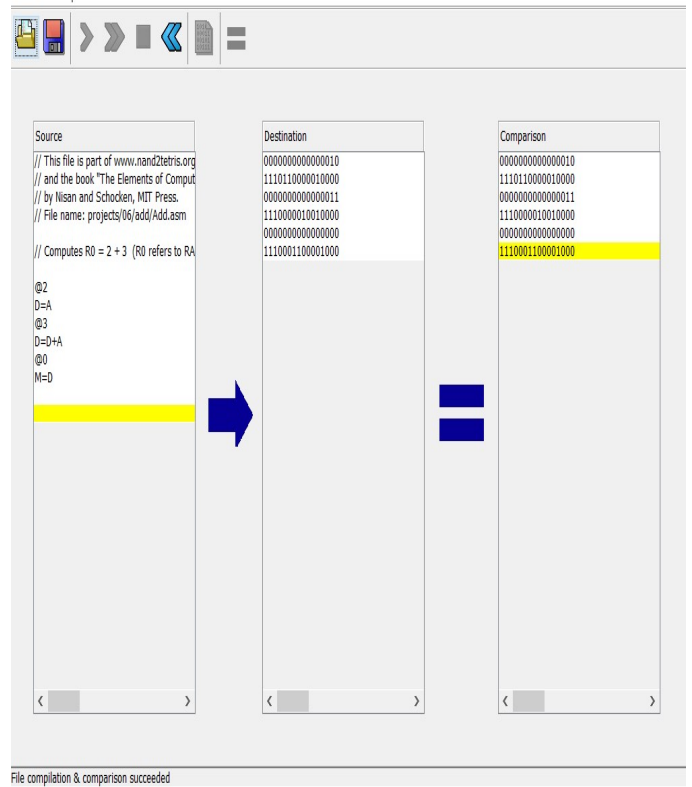 Source
// This file is part of www.nand2tetris.org
// and the book "The Elements of Comput
// by Nisan and Schocken, MIT Press.
// File name: projects/06/add/Add.asm
// Computes R0 = 2 + 3  (R0 refers to RA
@2
D=A
@3
D=D+A
@0
M=D
Destination
0000000000000010
1110110000010000
0000000000000011
1110000010010000
0000000000000000
1110001100001000
Comparison
0000000000000010
1110110000010000
0000000000000011
1110000010010000
0000000000000000
1110001100001000
File compilation & comparison succeeded